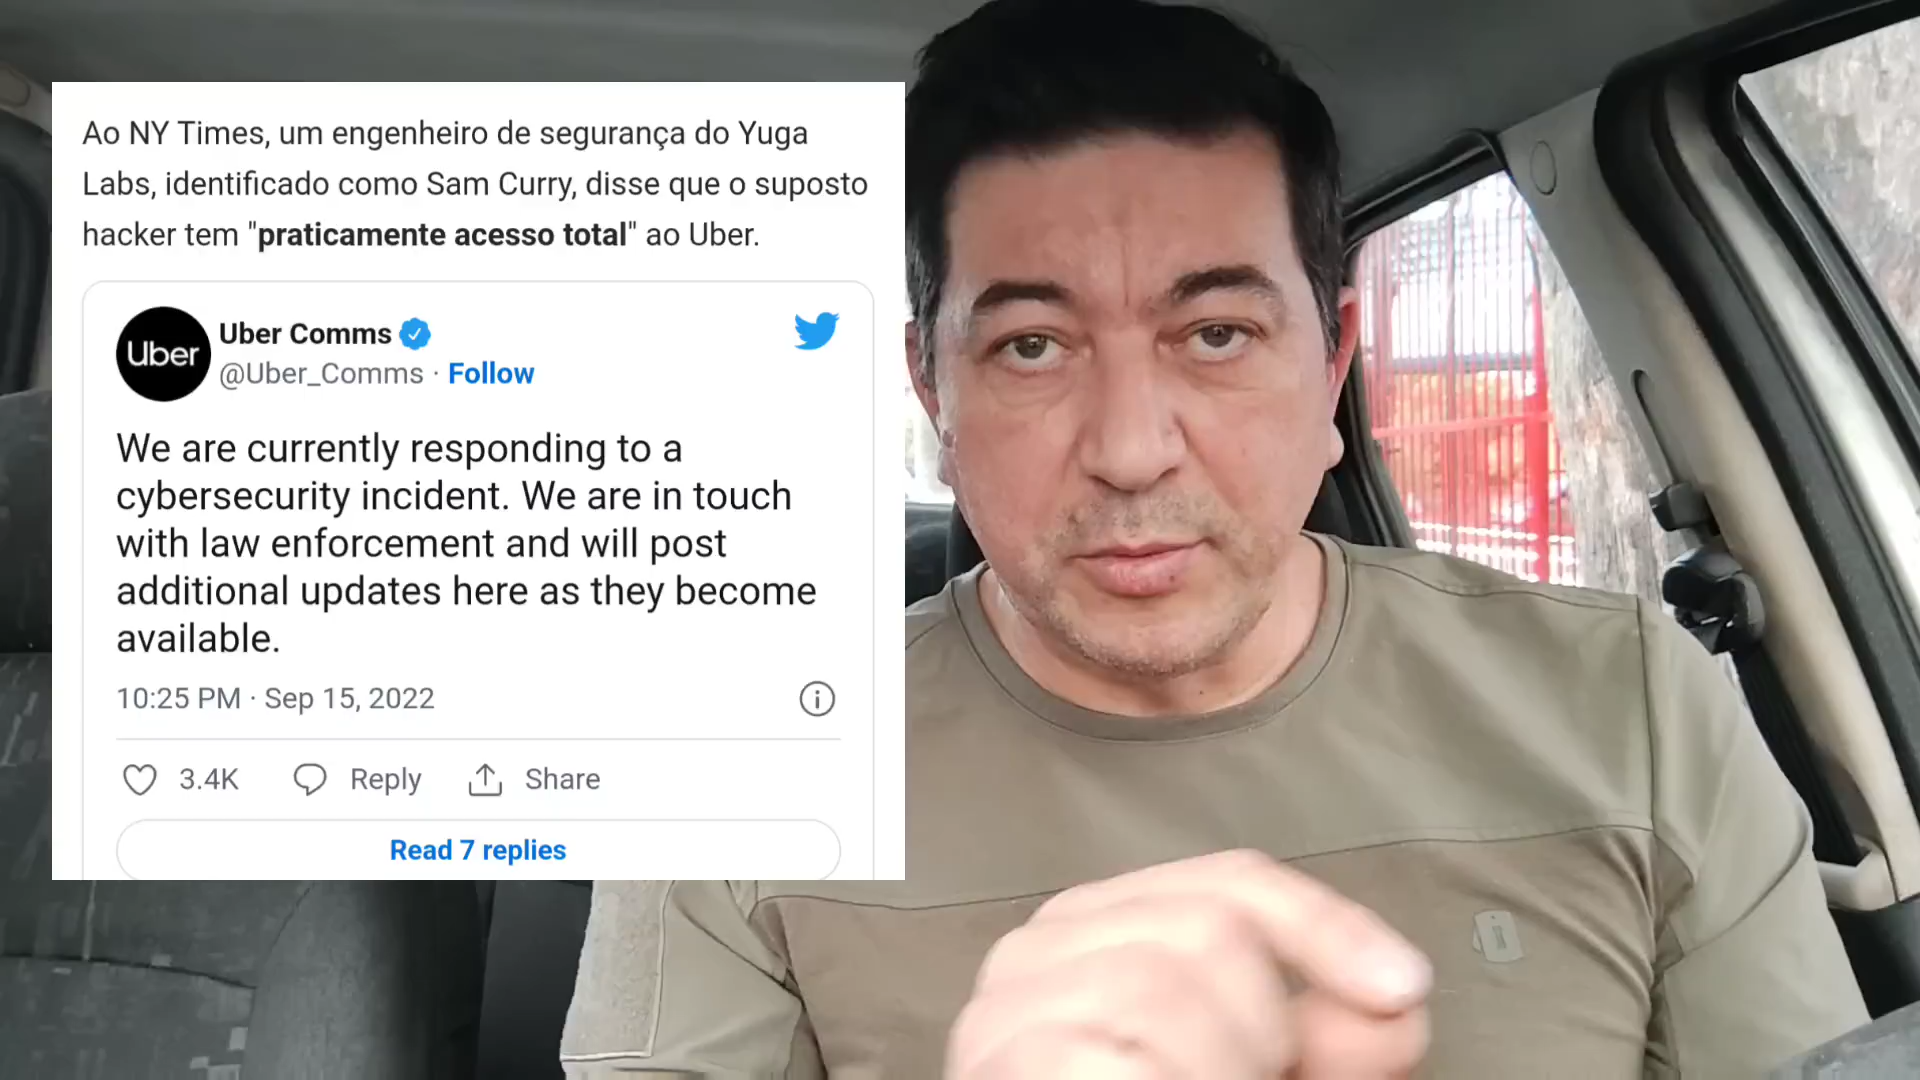 Ao NY Times, um engenheiro de segurança do Yuga
Labs, identificado como Sam Curry, disse que o suposto
hacker tem "praticamente acesso total" ao Uber.
Uber
Uber Comms
@Uber_Comms · Follow
We are currently responding to a
cybersecurity incident. We are in touch
with law enforcement and will post
additional updates here as they become
available.
10:25 PM · Sep 15, 2022
3.4K Reply Share
Read 7 replies